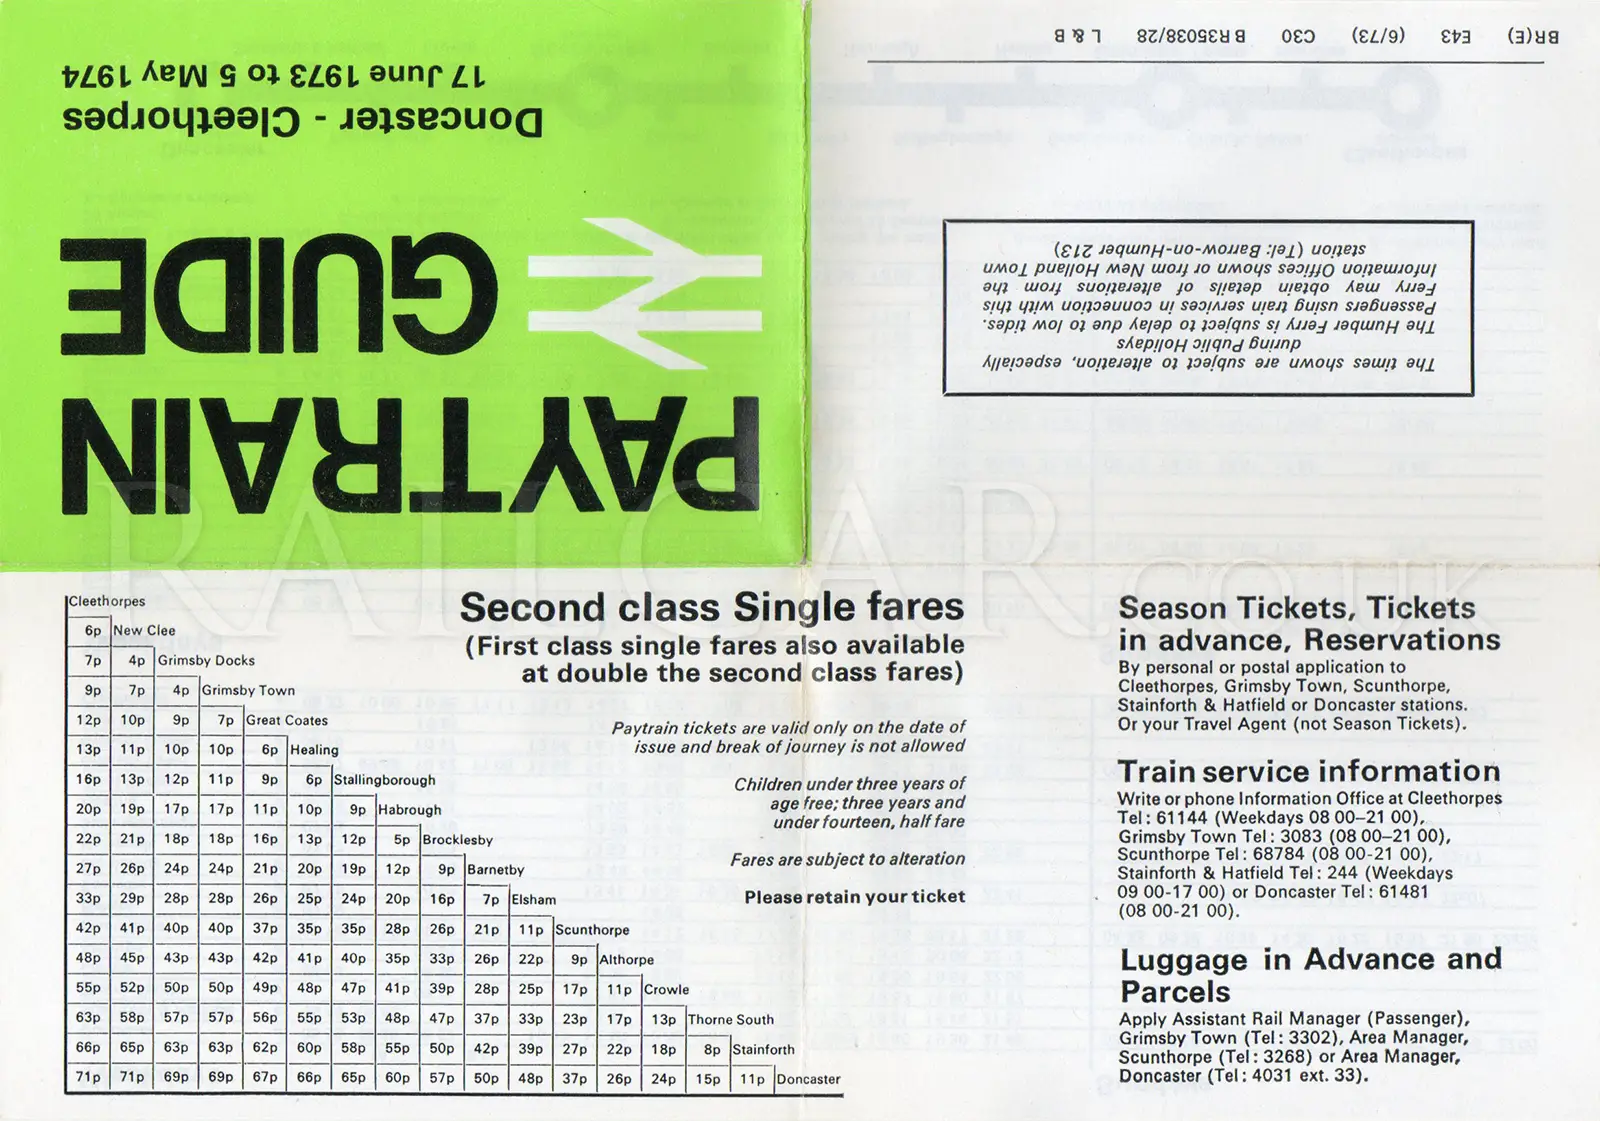 PAYTRAIN
GUIDE
Doncaster - Cleethorpes
17 June 1973 to 5 May 1974
The times shown are subject to alteration, especially
during Public Holidays
The Humber Ferry is subject to delay due to low tides.
Passengers using train services in connection with this
Ferry may obtain details of alterations from the
Information Offices shown or from New Holland Town
station (Tel: Barrow-on-Humber 213)
BR(E) E43 (6/73) C30 B R35038/28 L & B
RAILCAR.CO.UK
Cleethorpes
6p New Clee
7p 4p Grimsby Docks
9p 7p 4p Grimsby Town
12p 10p 9p 7p Great Coates
13p 11p 10p 10p 6p Healing
16p 13p 12p 11p 9p 6p Stallingborough
20p 19p 17p 17p 11p 10p 9p Habrough
22p 21p 18p 18p 16p 13p 12p 5p Brocklesby
27p 26p 24p 24p 21p 20p 19p 12p 9p Barnetby
33p 29p 28p 28p 26p 25p 24p 20p 16p 7p Elsham
42p 41p 40p 40p 37p 35p 35p 28p 26p 21p 11p Scunthorpe
48p 45p 43p 43p 42p 41p 40p 35p 33p 26p 22p 9p Althorpe
55p 52p 50p 50p 49p 48p 47p 41p 39p 28p 25p 17p 11p Crowle
63p 58p 57p 57p 56p 55p 53p 48p 47p 37p 33p 23p 17p 13p Thorne South
66p 65p 63p 63p 62p 60p 58p 55p 50p 42p 39p 27p 22p 18p 8p Stainforth
71p 71p 69p 69p 67p 66p 65p 60p 57p 50p 48p 37p 26p 24p 15p 11p Doncaster
Second class Single fares
(First class single fares also available
at double the second class fares)
Paytrain tickets are valid only on the date of
issue and break of journey is not allowed
Children under three years of
age free; three years and
under fourteen, half fare
Fares are subject to alteration
Please retain your ticket
Season Tickets, Tickets
in advance, Reservations
By personal or postal application to
Cleethorpes, Grimsby Town, Scunthorpe,
Stainforth & Hatfield or Doncaster stations.
Or your Travel Agent (not Season Tickets).
Train service information
Write or phone Information Office at Cleethorpes
Tel: 61144 (Weekdays 08 00–21 00),
Grimsby Town Tel: 3083 (08 00–21 00),
Scunthorpe Tel: 68784 (08 00-21 00),
Stainforth & Hatfield Tel: 244 (Weekdays
09 00-17 00) or Doncaster Tel: 61481
(08 00-21 00).
Luggage in Advance and
Parcels
Apply Assistant Rail Manager (Passenger),
Grimsby Town (Tel: 3302), Area Manager,
Scunthorpe (Tel: 3268) or Area Manager,
Doncaster (Tel: 4031 ext. 33).